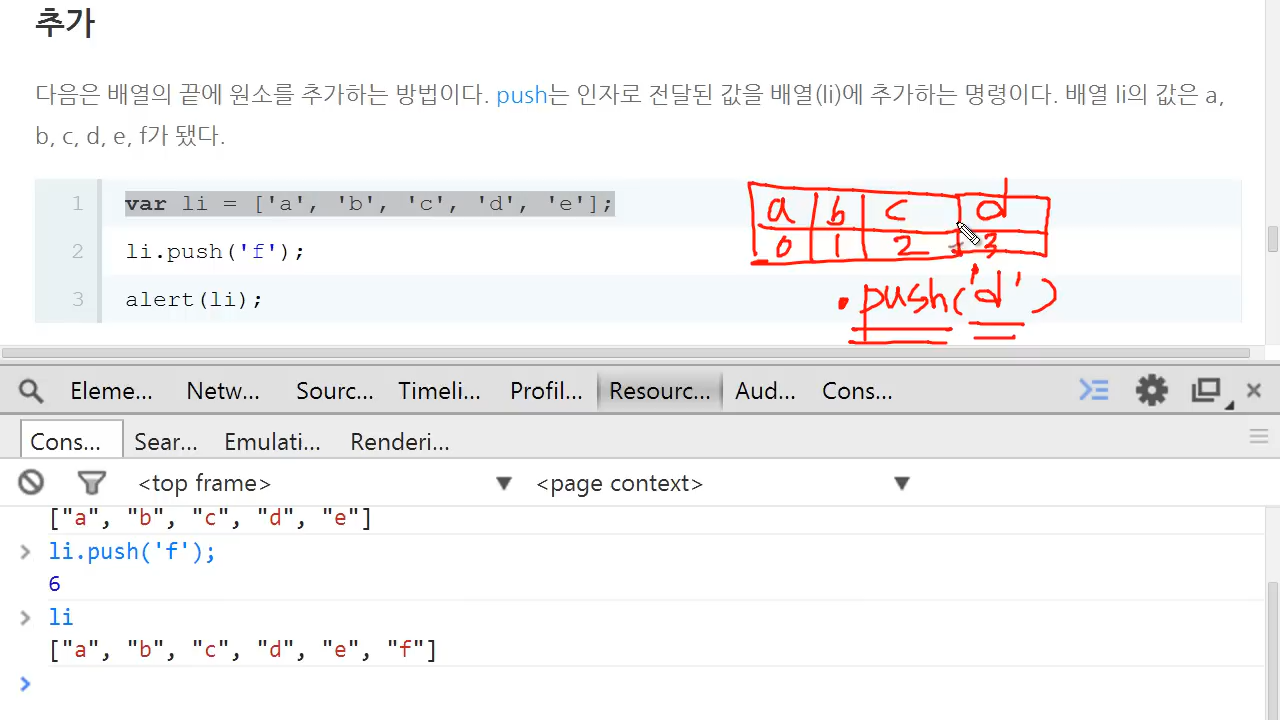 추가
다음은 배열의 끝에 원소를 추가하는 방법이다. push는 인자로 전달된 값을 배열(li)에 추가하는 명령이다. 배열 li의 값은 a,
b, c, d, e, f가 됐다.
1 var li = ['a', 'b', 'c', 'd', 'e'];
2 li.push('f');
3 alert(li);
a b c d
0 1 2 3
.push('d')
Eleme... Netw... Sourc... Timeli... Profil... Resourc... Aud... Cons...
Cons... Sear... Emulati... Renderi...
<top frame> <page context>
["a", "b", "c", "d", "e"]
> li.push('f');
6
> li
["a", "b", "c", "d", "e", "f"]
>